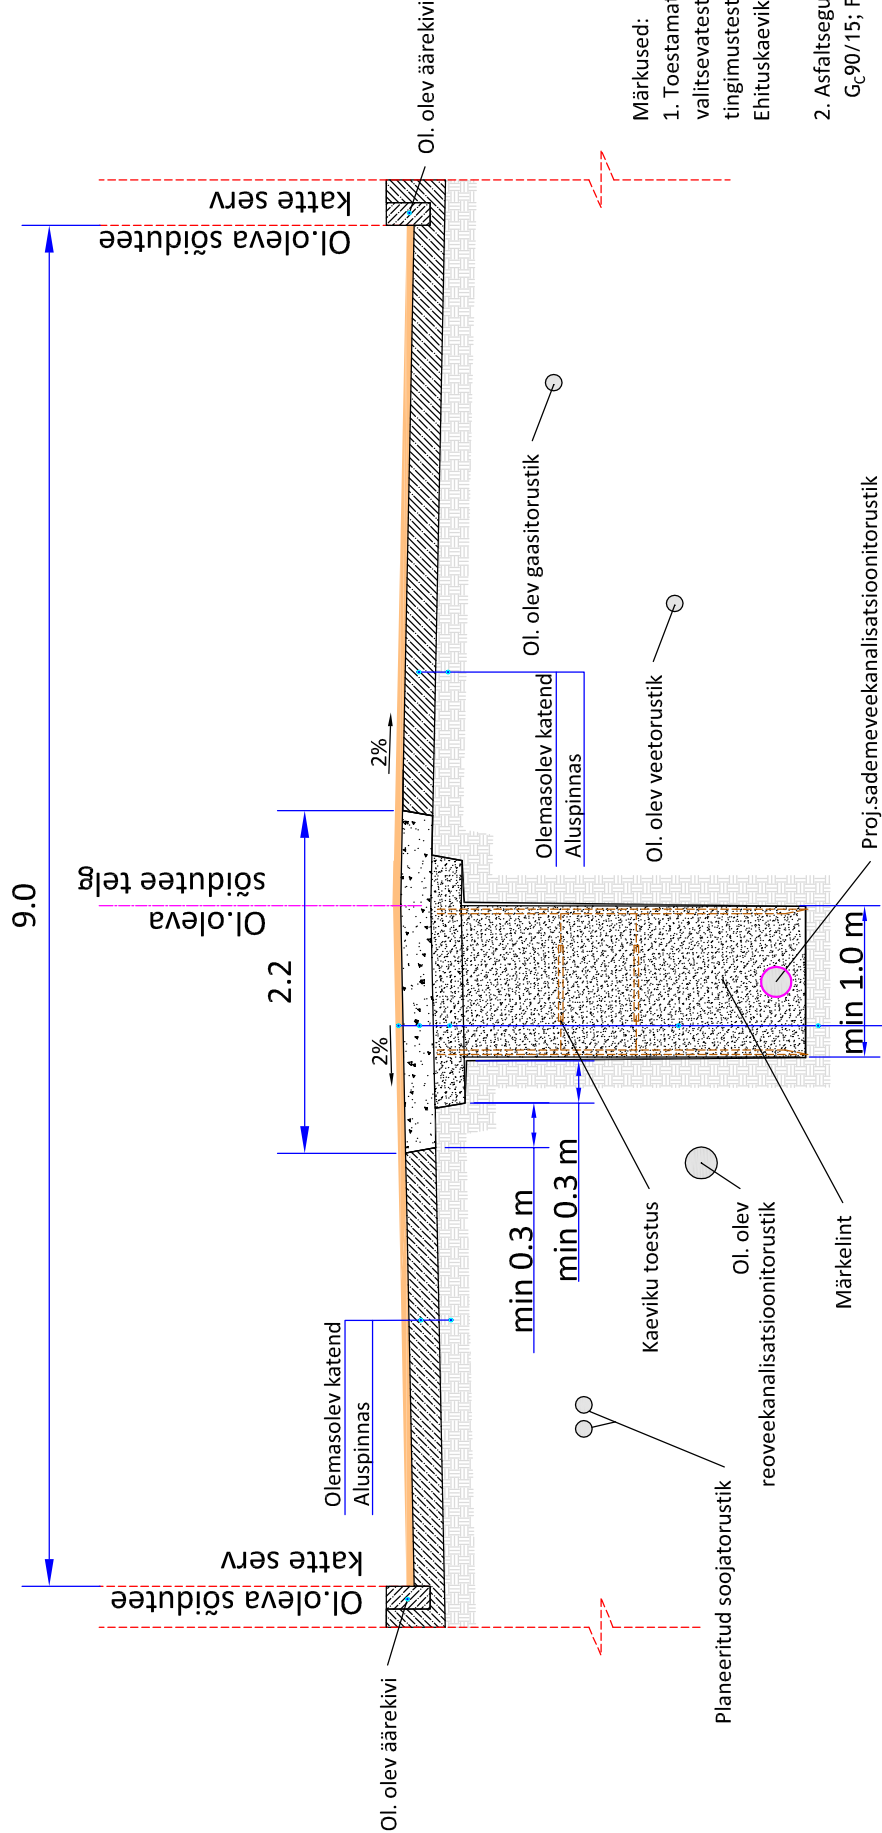 9.0
Ol.oleva sõidutee
katte serv
Ol.oleva
sõidutee telg
Ol.oleva sõidutee
katte serv
2.2
2%
2%
Ol. olev äärekivi
Ol. olev äärekivi
Olemasolev katend
Aluspinnas
Olemasolev katend
Aluspinnas
min 0.3 m
min 0.3 m
min 1.0 m
Ol. olev gaasitorustik
Ol. olev veetorustik
Proj.sademeveekanalisatsioonitorustik
Kaeviku toestus
Ol. olev
reoveekanalisatsioonitorustik
Märkelint
Planeeritud soojatorustik
Märkused:
1.
valitsevatest
tingimustest
2.
G_C90/15;